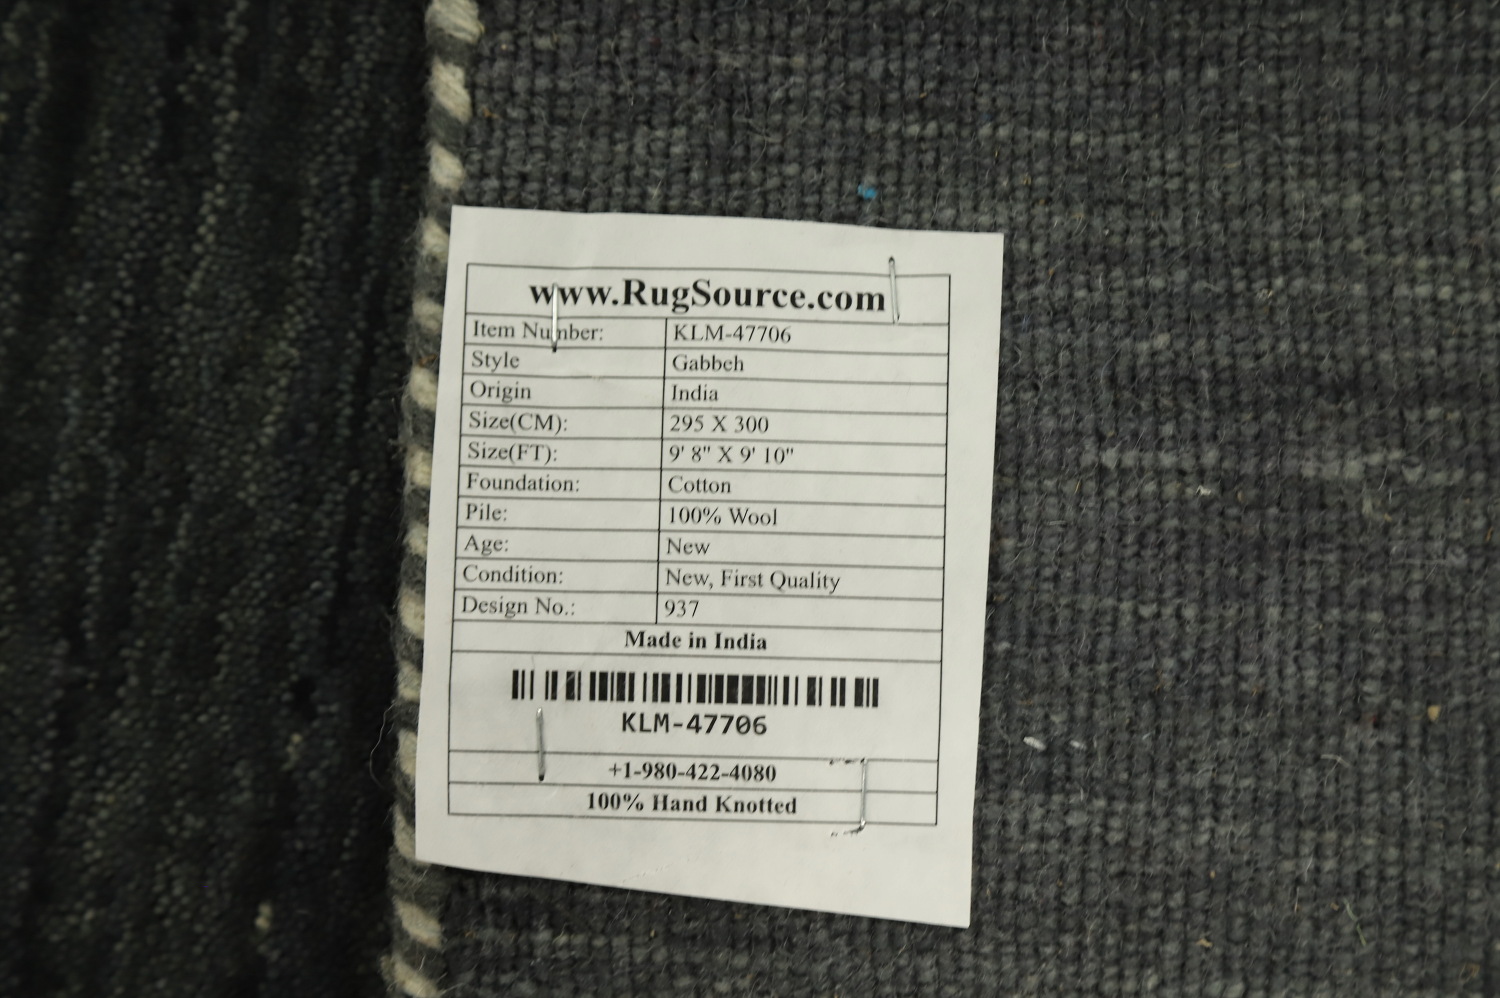 www.RugSource.com
Item Number: KLM-47706
Style Gabbeh
Origin India
Size(CM): 295 X 300
Size(FT): 9' 8" X 9' 10"
Foundation: Cotton
Pile: 100% Wool
Age: New
Condition: New, First Quality
Design No.: 937
Made in India
KLM-47706
+1-980-422-4080
100% Hand Knotted